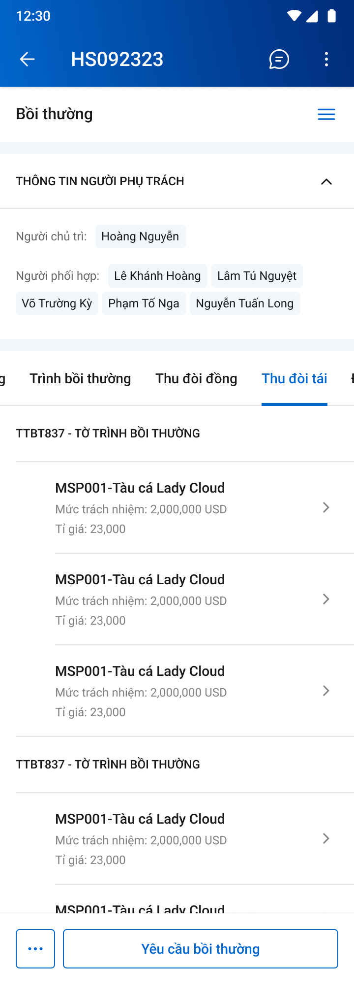 12:30
HS092323
Bồi thường
THÔNG TIN NGƯỜI PHỤ TRÁCH
Người chủ trì: Hoàng Nguyễn
Người phối hợp: Lê Khánh Hoàng Lâm Tú Nguyệt
Võ Trường Kỳ Phạm Tố Nga Nguyễn Tuấn Long
g Trình bồi thường Thu đòi đồng Thu đòi tái
TTBT837 - TỜ TRÌNH BỒI THƯỜNG
MSP001-Tàu cá Lady Cloud
Mức trách nhiệm: 2,000,000 USD
Tỉ giá: 23,000
MSP001-Tàu cá Lady Cloud
Mức trách nhiệm: 2,000,000 USD
Tỉ giá: 23,000
MSP001-Tàu cá Lady Cloud
Mức trách nhiệm: 2,000,000 USD
Tỉ giá: 23,000
TTBT837 - TỜ TRÌNH BỒI THƯỜNG
MSP001-Tàu cá Lady Cloud
Mức trách nhiệm: 2,000,000 USD
Tỉ giá: 23,000
MSP001-Tàu cá Lady Cloud
Yêu cầu bồi thường